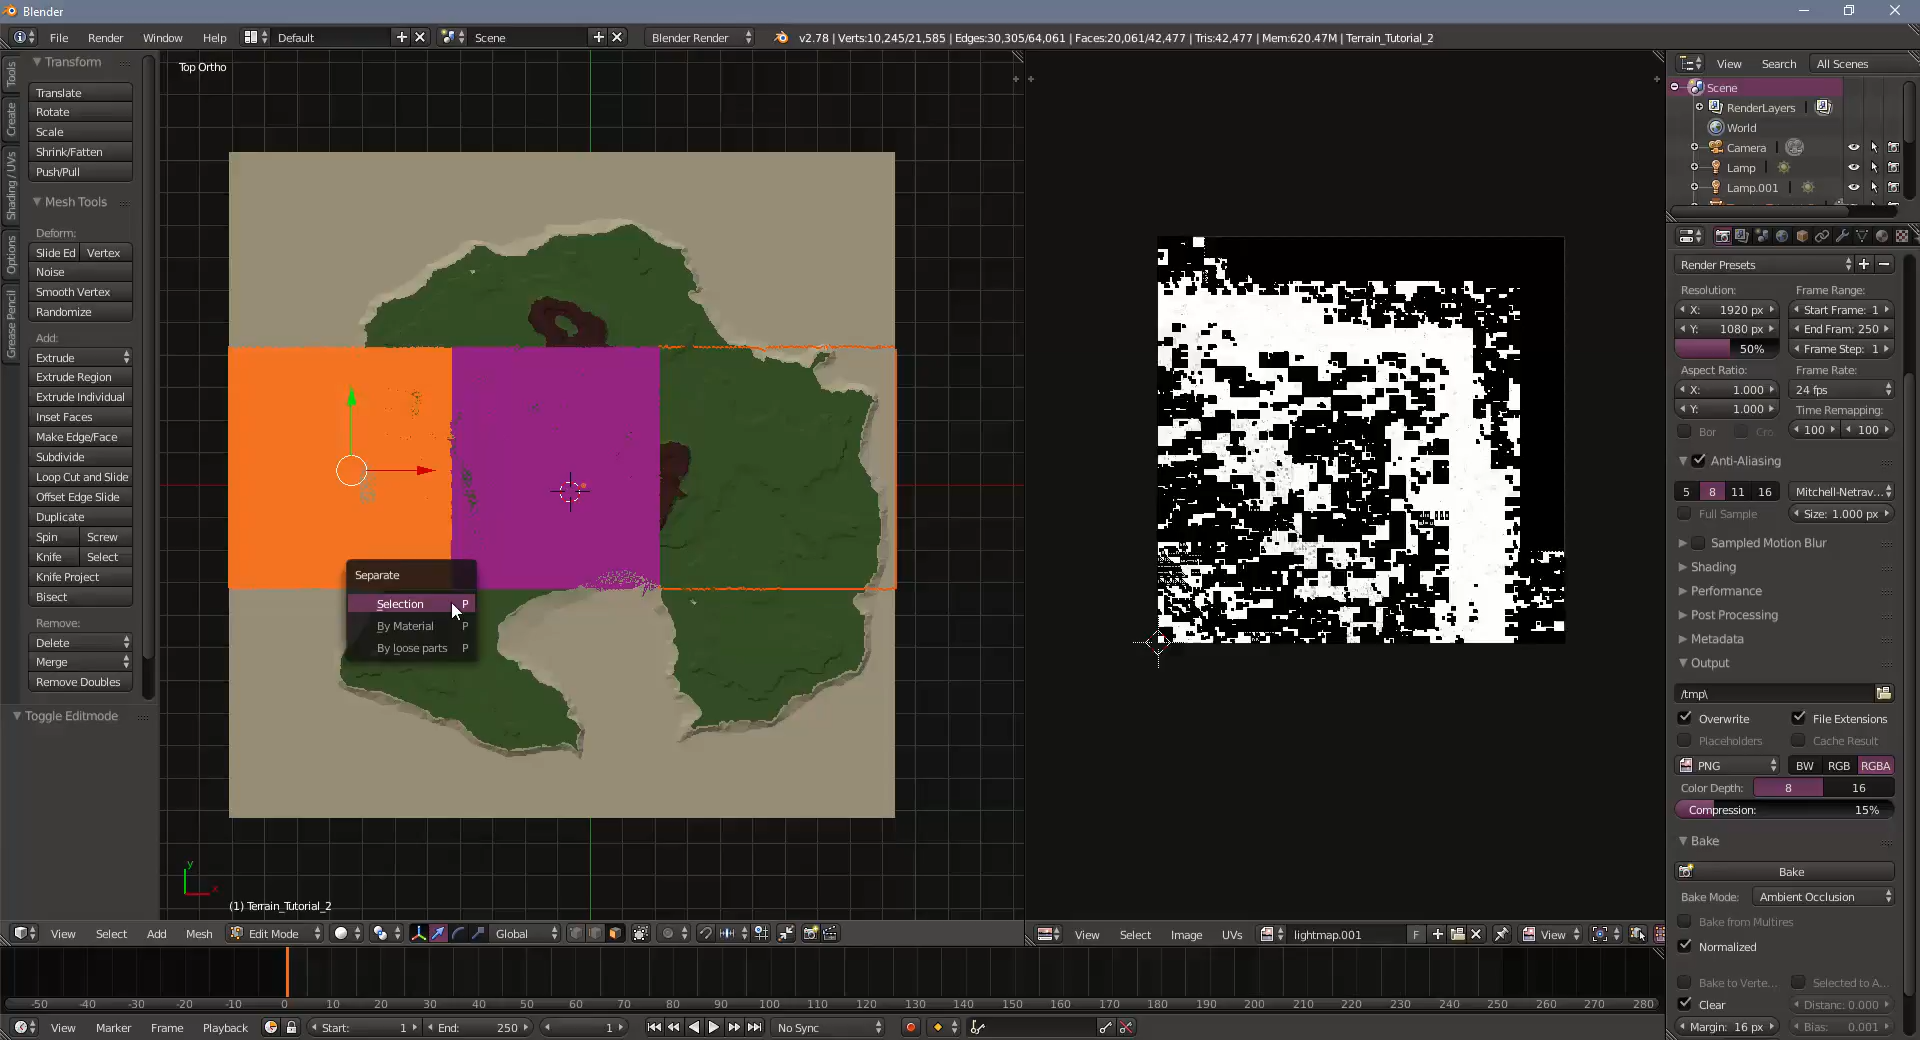 Blender
File Render Window Help Default Scene Blender Render v2.78 | Verts:10,245/21,585 | Edges:30,305/64,061 | Faces:20,061/42,477 | Tris:42,477 | Mem:620.47M | Terrain_Tutorial_2
Tools
Create
Shading / UVs
Options
Grease Pencil
Transform
Translate
Rotate
Scale
Shrink/Fatten
Push/Pull
Mesh Tools
Deform:
Slide Ed Vertex
Noise
Smooth Vertex
Randomize
Add:
Extrude
Extrude Region
Extrude Individual
Inset Faces
Make Edge/Face
Subdivide
Loop Cut and Slide
Offset Edge Slide
Duplicate
Spin Screw
Knife Select
Knife Project
Bisect
Remove:
Delete
Merge
Remove Doubles
Toggle Editmode
Top Ortho
Separate
Selection P
By Material P
By loose parts P
y
x
(1) Terrain_Tutorial_2
View Select Add Mesh Edit Mode Global
View Select Image UVs lightmap.001 F View
View Search All Scenes
Scene
RenderLayers |
World
Camera |
Lamp |
Lamp.001 |
Render Presets
Resolution: Frame Range:
X: 1920 px Start Frame: 1
Y: 1080 px End Fram: 250
50% Frame Step: 1
Aspect Ratio: Frame Rate:
X: 1.000 24 fps
Y: 1.000 Time Remapping:
Bor Cro 100 100
Anti-Aliasing
5 8 11 16 Mitchell-Netrav...
Full Sample Size: 1.000 px
Sampled Motion Blur
Shading
Performance
Post Processing
Metadata
Output
/tmp\
Overwrite File Extensions
Placeholders Cache Result
PNG BW RGB RGBA
Color Depth: 8 16
Compression: 15%
Bake
Bake
Bake Mode: Ambient Occlusion
Bake from Multires
Normalized
Bake to Verte... Selected to A...
Clear Distanc: 0.000
Margin: 16 px Bias: 0.001
-50 -40 -30 -20 -10 0 10 20 30 40 50 60 70 80 90 100 110 120 130 140 150 160 170 180 190 200 210 220 230 240 250 260 270 280
View Marker Frame Playback Start: 1 End: 250 1 No Sync